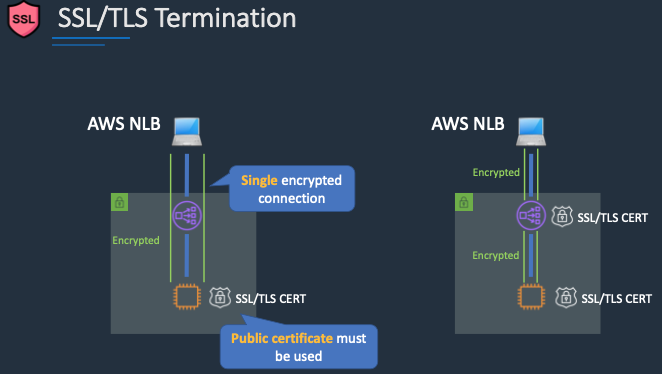 SSL
SSL/TLS Termination
AWS NLB
Single encrypted
connection
Encrypted
SSL/TLS CERT
Public certificate must
be used
AWS NLB
Encrypted
SSL/TLS CERT
Encrypted
SSL/TLS CERT